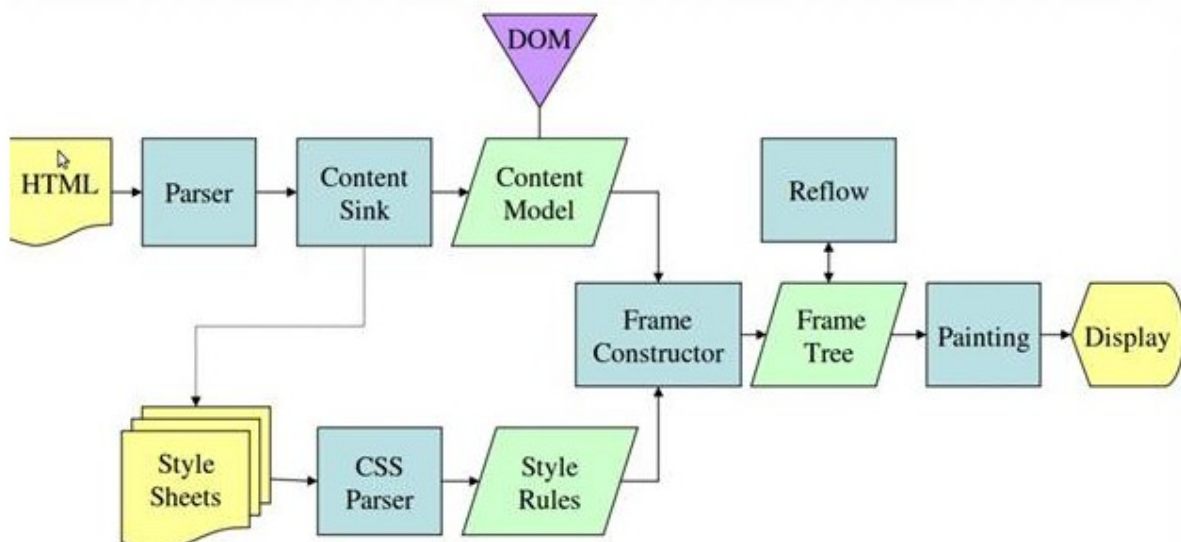 DOM
HTML
Parser
Content
Sink
Content
Model
Reflow
Frame
Constructor
Frame
Tree
Painting
Display
Style
Sheets
CSS
Parser
Style
Rules